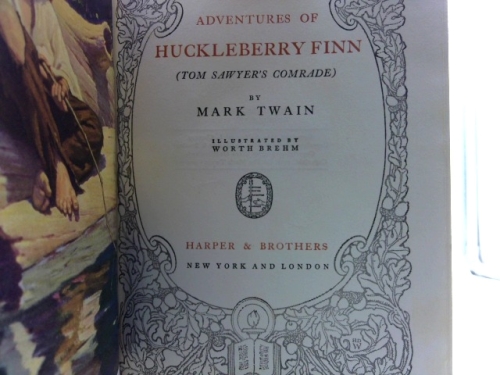 ADVENTURES OF
HUCKLEBERRY FINN
(TOM SAWYER'S COMRADE)
BY
MARK TWAIN
ILLUSTRATED BY
WORTH BREHM
HARPER & BROTHERS
NEW YORK AND LONDON